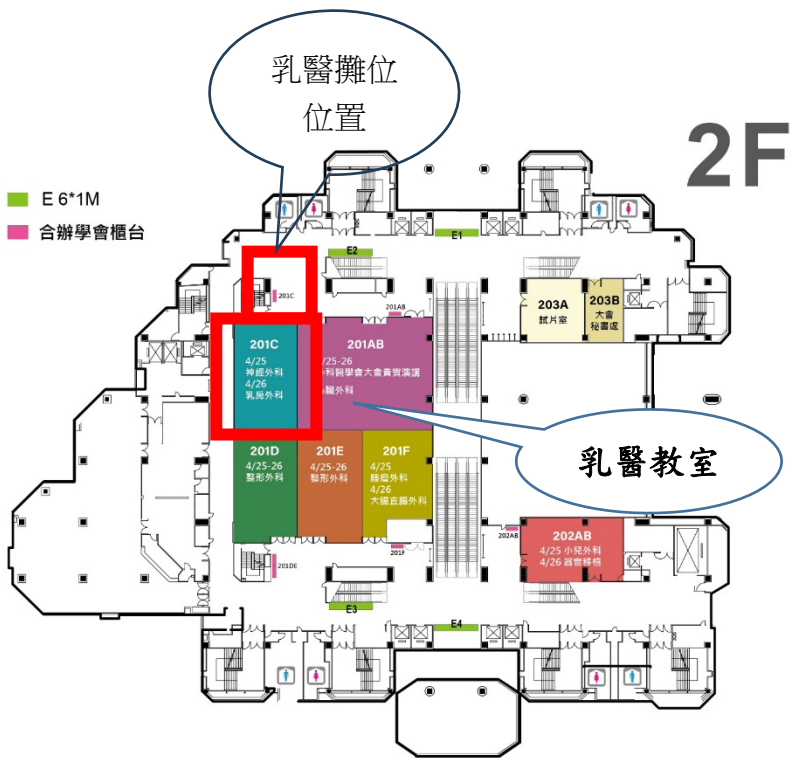 乳醫攤位
位置
2F
E 6*1M
合辦學會櫃台
E1
E2
201C
201AB
203A
試片室
203B
大會
秘書處
201C
4/25
神經外科
4/26
乳房外科
201AB
/25-26
科醫學會大會貴賓演講
臟外科
201D
4/25-26
整形外科
201E
4/25-26
整形外科
201F
4/25
腫瘤外科
4/26
大腸直腸外科
乳醫教室
202AB
202AB
4/25 小兒外科
4/26 器官移植
201DE
201F
E3
E4